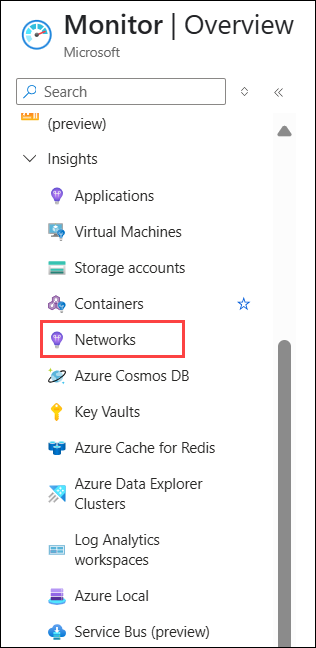 Monitor | Overview
Microsoft
Search
(preview)
Insights
Applications
Virtual Machines
Storage accounts
Containers
Networks
Azure Cosmos DB
Key Vaults
Azure Cache for Redis
Azure Data Explorer
Clusters
Log Analytics
workspaces
Azure Local
Service Bus (preview)